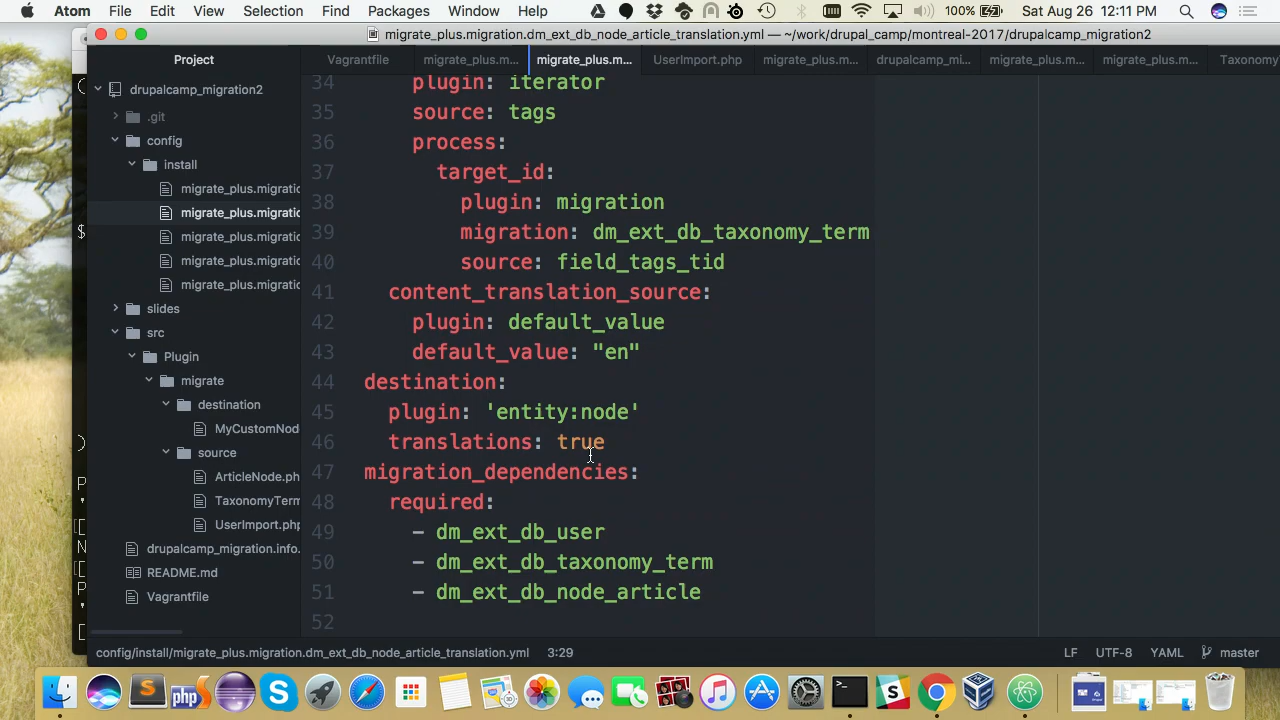 Atom File Edit View Selection Find Packages Window Help 100% Sat Aug 26 12:11 PM
migrate_plus.migration.dm_ext_db_node_article_translation.yml — ~/work/drupal_camp/montreal-2017/drupalcamp_migration2
Project
Vagrantfile migrate_plus.m... migrate_plus.m... UserImport.php migrate_plus.m... drupalcamp_mi... migrate_plus.m... migrate_plus.m... Taxonomy
drupalcamp_migration2
.git
config
install
migrate_plus.migratic
migrate_plus.migratic
migrate_plus.migratic
migrate_plus.migratic
migrate_plus.migratic
slides
src
Plugin
migrate
destination
MyCustomNod
source
ArticleNode.ph
TaxonomyTerm
UserImport.php
drupalcamp_migration.info.
README.md
Vagrantfile
34 plugin: iterator
35 source: tags
36 process:
37 target_id:
38 plugin: migration
39 migration: dm_ext_db_taxonomy_term
40 source: field_tags_tid
41 content_translation_source:
42 plugin: default_value
43 default_value: "en"
44 destination:
45 plugin: 'entity:node'
46 translations: true
47 migration_dependencies:
48 required:
49 - dm_ext_db_user
50 - dm_ext_db_taxonomy_term
51 - dm_ext_db_node_article
52
config/install/migrate_plus.migration.dm_ext_db_node_article_translation.yml 3:29 LF UTF-8 YAML master
php